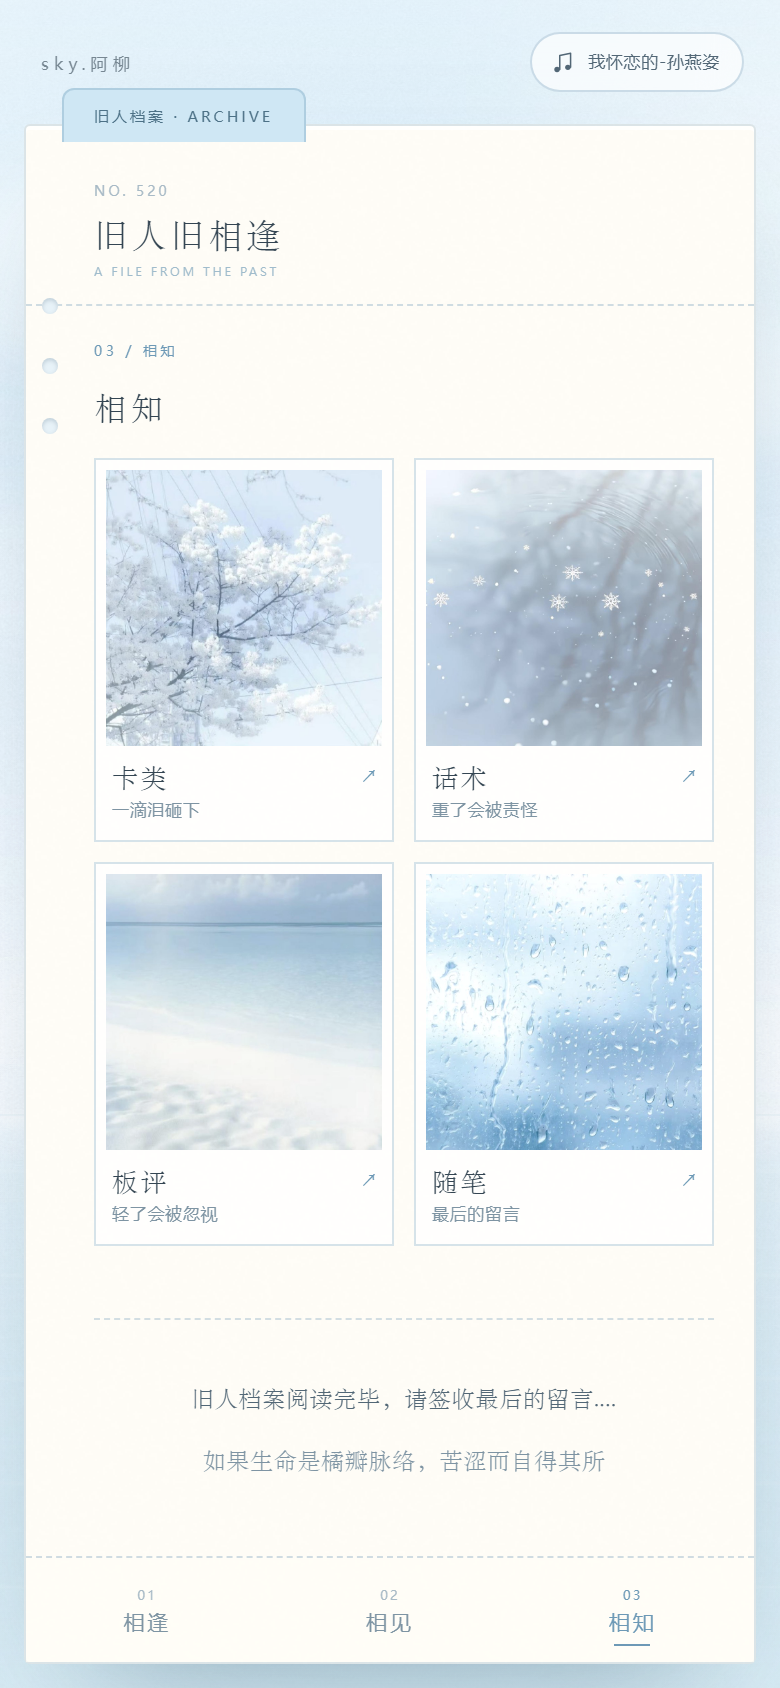 sky.阿柳
我怀恋的-孙燕姿
旧人档案 · ARCHIVE
NO. 520
旧人旧相逢
A FILE FROM THE PAST
03 / 相知
相知
卡类
一滴泪砸下
话术
重了会被责怪
板评
轻了会被忽视
随笔
最后的留言
旧人档案阅读完毕，请签收最后的留言....
如果生命是橘瓣脉络，苦涩而自得其所
01
相逢
02
相见
03
相知